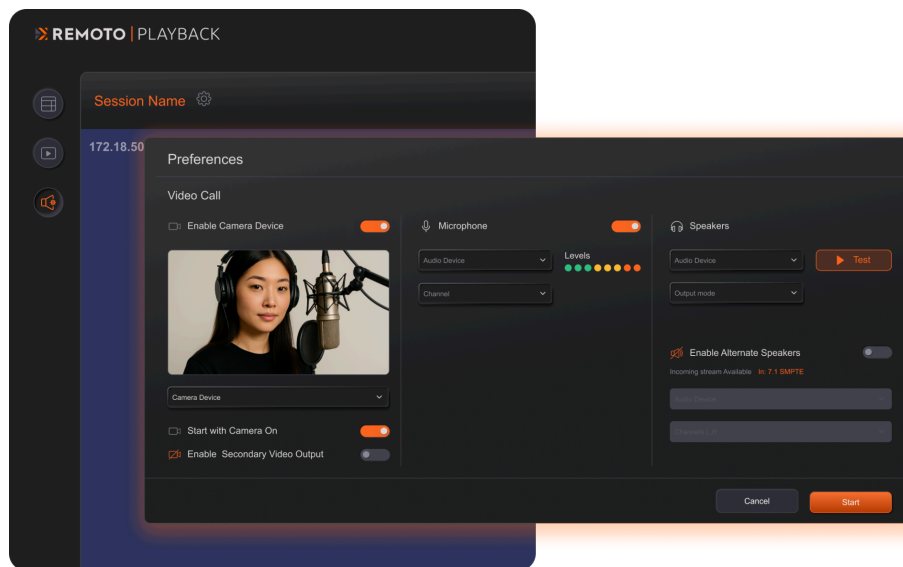 REMOTO | PLAYBACK
Session Name
172.18.50
Preferences
Video Call
Enable Camera Device
Camera Device
Start with Camera On
Enable Secondary Video Output
Microphone
Audio Device
Levels
Channel
Speakers
Audio Device
Test
Output mode
Enable Alternate Speakers
Incoming stream Available In: 7.1 SMPTE
Audio Device
Cancel
Start